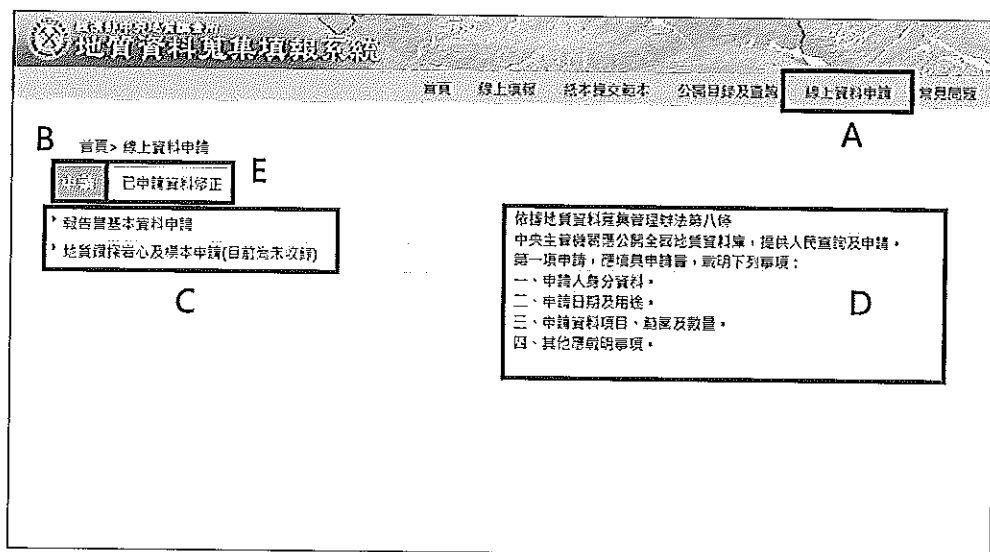 地質資料蒐集填報系統
首頁 線上填報 紙本提交範本 公開目錄及查詢 線上資料申請 常見問題
A
B
首頁> 線上資料申請
申請 已申請資料修正
E
報告書基本資料申請
地質鑽探岩心及標本申請(目前尚未收錄)
C
依據地質資料蒐集管理辦法第八條
中央主管機關應公開全國地質資料庫，提供人民查詢及申請。
第一項申請，應填具申請書，載明下列事項：
一、申請人身分資料。
二、申請日期及用途。
三、申請資料項目、範圍及數量。
四、其他應載明事項。
D